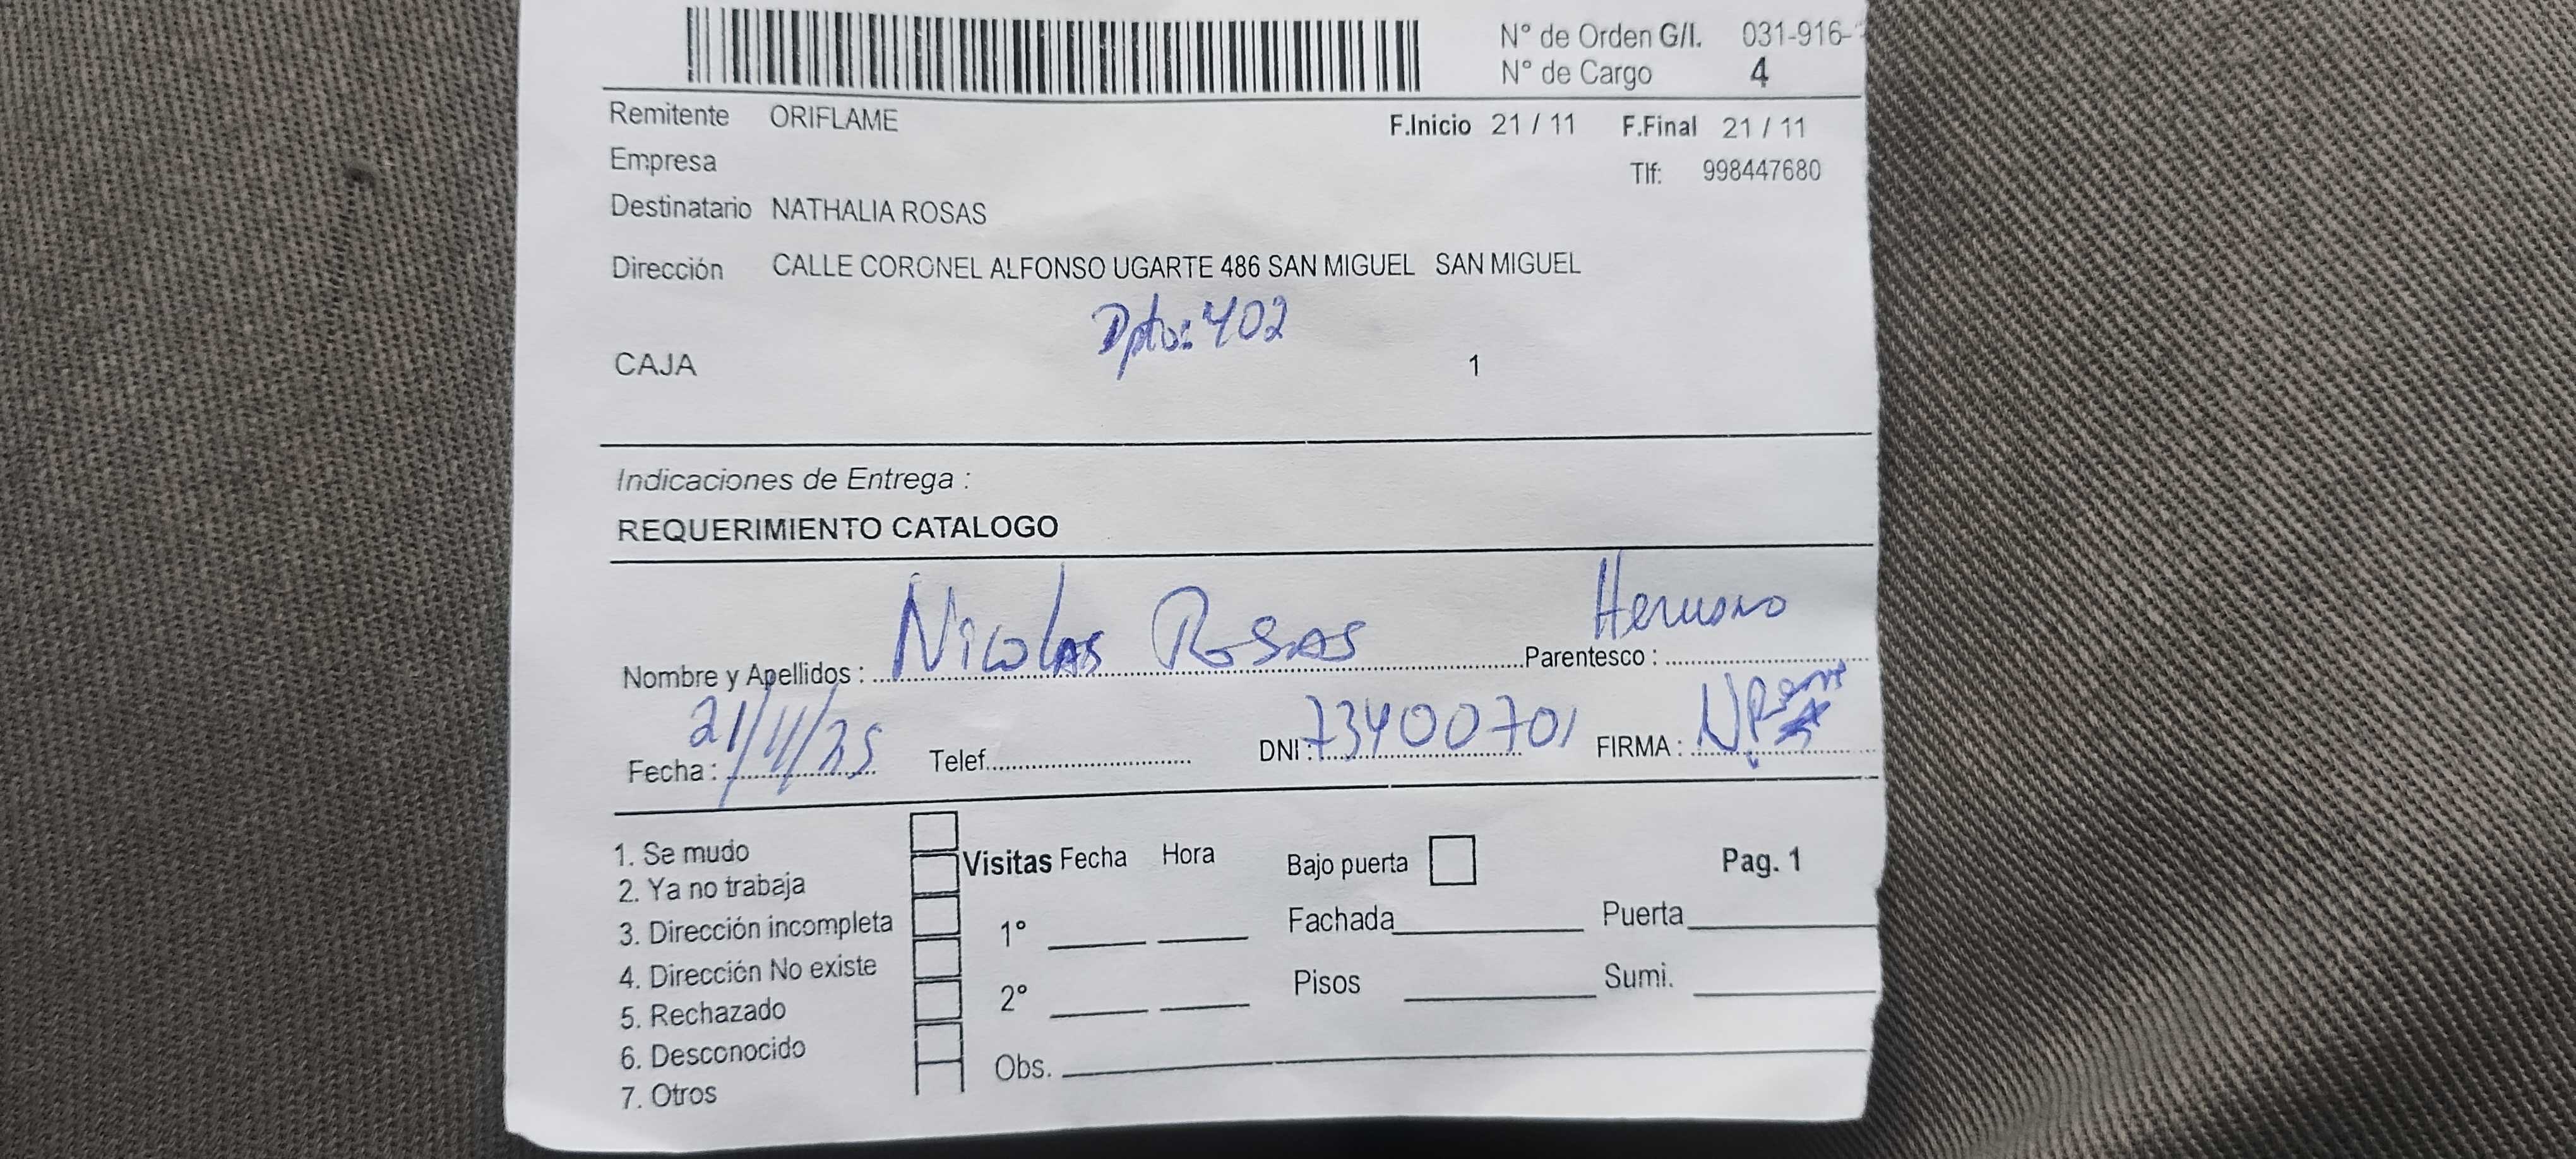 N° de Orden G/I. 031-916-
N° de Cargo 4
Remitente ORIFLAME F.Inicio 21 / 11 F.Final 21 / 11
Empresa Tlf: 998447680
Destinatario NATHALIA ROSAS
Dirección CALLE CORONEL ALFONSO UGARTE 486 SAN MIGUEL SAN MIGUEL
Dpto: 402
CAJA 1
Indicaciones de Entrega :
REQUERIMIENTO CATALOGO
Nombre y Apellidos : Nicolas Rosas Parentesco : Hermano
Fecha : 21/11/25 Telef. DNI : 73400701 FIRMA :
1. Se mudo
2. Ya no trabaja
3. Dirección incompleta
4. Dirección No existe
5. Rechazado
6. Desconocido
7. Otros
Visitas Fecha Hora
1°
2°
Obs.
Bajo puerta Pag. 1
Fachada Puerta
Pisos Sumi.